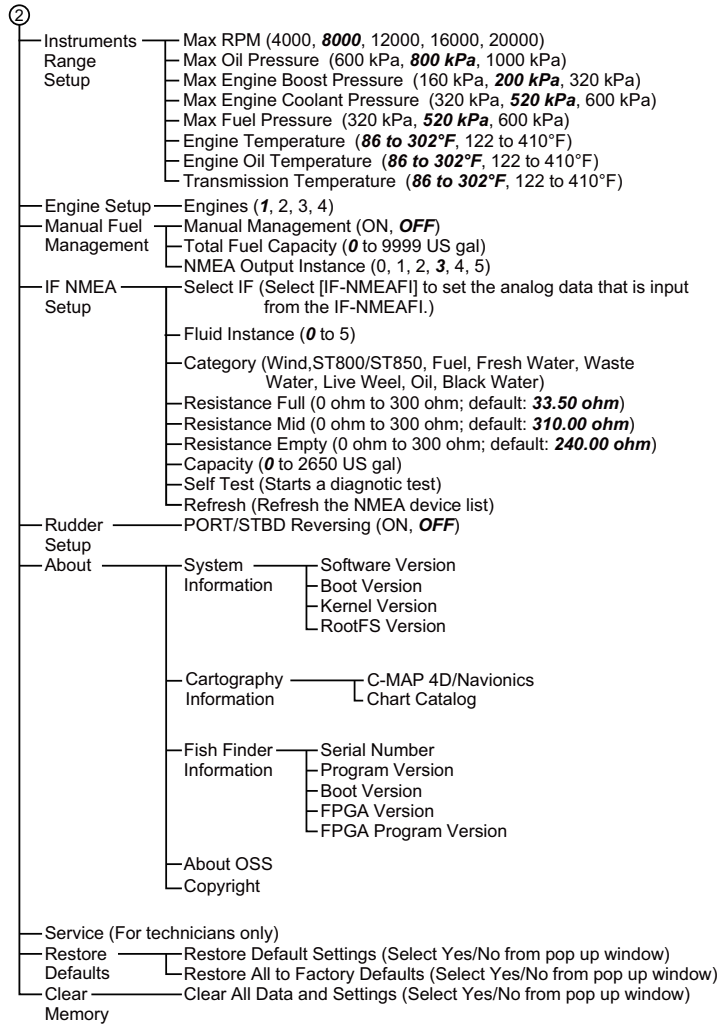 ②
Instruments Range Setup
Max RPM (4000, 8000, 12000, 16000, 20000)
Max Oil Pressure (600 kPa, 800 kPa, 1000 kPa)
Max Engine Boost Pressure (160 kPa, 200 kPa, 320 kPa)
Max Engine Coolant Pressure (320 kPa, 520 kPa, 600 kPa)
Max Fuel Pressure (320 kPa, 520 kPa, 600 kPa)
Engine Temperature (86 to 302°F, 122 to 410°F)
Engine Oil Temperature (86 to 302°F, 122 to 410°F)
Transmission Temperature (86 to 302°F, 122 to 410°F)
Engine Setup
Engines (1, 2, 3, 4)
Manual Fuel Management
Manual Management (ON, OFF)
Total Fuel Capacity (0 to 9999 US gal)
NMEA Output Instance (0, 1, 2, 3, 4, 5)
IF NMEA Setup
Select IF (Select [IF-NMEAFI] to set the analog data that is input
from the IF-NMEAFI.)
Fluid Instance (0 to 5)
Category (Wind,ST800/ST850, Fuel, Fresh Water, Waste
Water, Live Weel, Oil, Black Water)
Resistance Full (0 ohm to 300 ohm; default: 33.50 ohm)
Resistance Mid (0 ohm to 300 ohm; default: 310.00 ohm)
Resistance Empty (0 ohm to 300 ohm; default: 240.00 ohm)
Capacity (0 to 2650 US gal)
Self Test (Starts a diagnotic test)
Refresh (Refresh the NMEA device list)
Rudder Setup
PORT/STBD Reversing (ON, OFF)
About
System Information
Software Version
Boot Version
Kernel Version
RootFS Version
Cartography Information
C-MAP 4D/Navionics
Chart Catalog
Fish Finder Information
Serial Number
Program Version
Boot Version
FPGA Version
FPGA Program Version
About OSS
Copyright
Service (For technicians only)
Restore Defaults
Restore Default Settings (Select Yes/No from pop up window)
Restore All to Factory Defaults (Select Yes/No from pop up window)
Clear Memory
Clear All Data and Settings (Select Yes/No from pop up window)